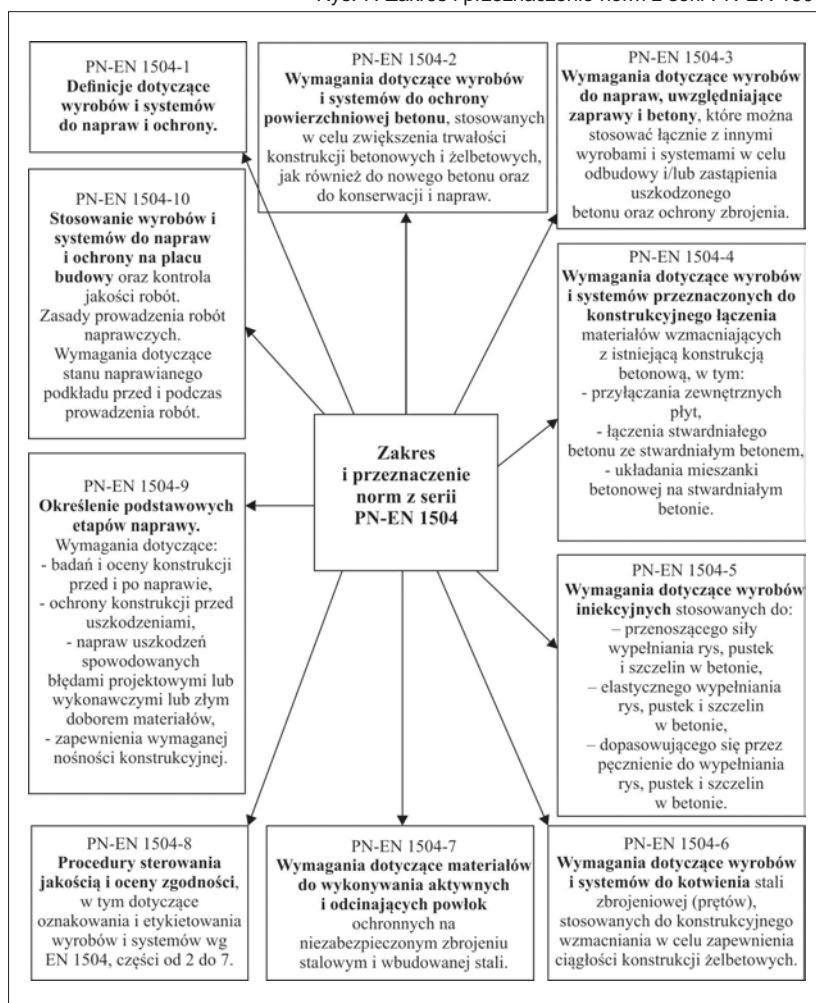 PN-EN 1504-1
Definicje dotyczące
wyrobów i systemów
do napraw i ochrony.
PN-EN 1504-2
Wymagania dotyczące wyrobów
i systemów do ochrony
powierzchniowej betonu, stosowanych
w celu zwiększenia trwałości
konstrukcji betonowych i żelbetowych,
jak również do nowego betonu oraz
do konserwacji i napraw.
PN-EN 1504-3
Wymagania dotyczące wyrobów
do napraw, uwzględniające
zaprawy i betony, które można
stosować łącznie z innymi
wyrobami i systemami w celu
odbudowy i/lub zastąpienia
uszkodzonego
betonu oraz ochrony zbrojenia.
PN-EN 1504-10
Stosowanie wyrobów i
systemów do napraw
i ochrony na placu
budowy oraz kontrola
jakości robót.
Zasady prowadzenia robót
naprawczych.
Wymagania dotyczące
stanu naprawianego
podkładu przed i podczas
prowadzenia robót.
PN-EN 1504-4
Wymagania dotyczące wyrobów
i systemów przeznaczonych do
konstrukcyjnego łączenia
materiałów wzmacniających
z istniejącą konstrukcją
betonową, w tym:
- przyłączania zewnętrznych
płyt,
- łączenia stwardniałego
betonu ze stwardniałym betonem,
- układania mieszanki
betonowej na stwardniałym
betonie.
Zakres
i przeznaczenie
norm z serii
PN-EN 1504
PN-EN 1504-9
Określenie podstawowych
etapów naprawy.
Wymagania dotyczące:
- badań i oceny konstrukcji
przed i po naprawie,
- ochrony konstrukcji przed
uszkodzeniami,
- napraw uszkodzeń
spowodowanych
błędami projektowymi lub
wykonawczymi lub złym
doborem materiałów,
- zapewnienia wymaganej
nośności konstrukcyjnej.
PN-EN 1504-5
Wymagania dotyczące wyrobów
iniekcyjnych stosowanych do:
– przenoszącego siły
wypełniania rys, pustek
i szczelin w betonie,
– elastycznego wypełniania
rys, pustek i szczelin
w betonie,
– dopasowującego się przez
pęcznienie do wypełniania
rys, pustek i szczelin
w betonie.
PN-EN 1504-8
Procedury sterowania
jakością i oceny zgodności,
w tym dotyczące
oznakowania i etykietowania
wyrobów i systemów wg
EN 1504, części od 2 do 7.
PN-EN 1504-7
Wymagania dotyczące materiałów
do wykonywania aktywnych
i odcinających powłok
ochronnych na
niezabezpieczonym zbrojeniu
stalowym i wbudowanej stali.
PN-EN 1504-6
Wymagania dotyczące wyrobów
i systemów do kotwienia stali
zbrojeniowej (prętów),
stosowanych do konstrukcyjnego
wzmacniania w celu zapewnienia
ciągłości konstrukcji żelbetowych.